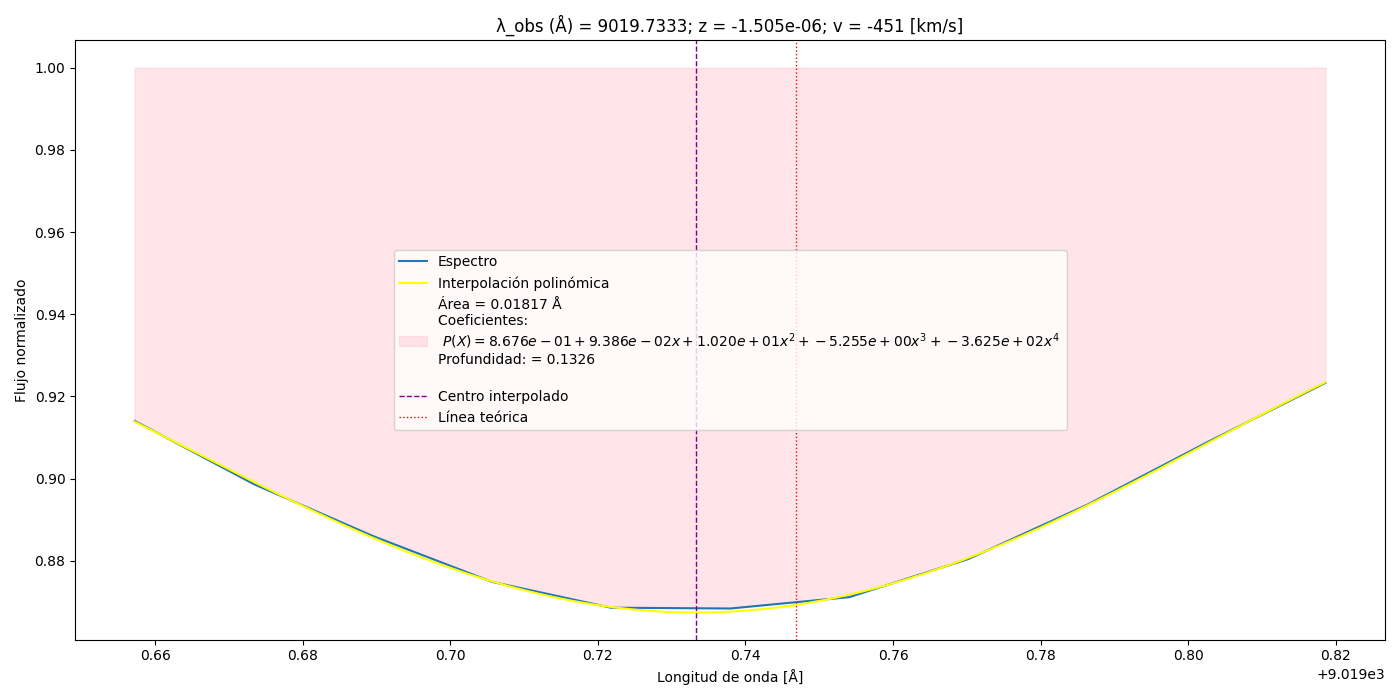 λ_obs (Å) = 9019.7333; z = -1.505e-06; v = -451 [km/s]
Flujo normalizado
1.00
0.98
0.96
0.94
0.92
0.90
0.88
Espectro
Interpolación polinómica
Área = 0.01817 Å
Coeficientes:
P(X) = 8.676e − 01 + 9.386e − 02x + 1.020e + 01x² + − 5.255e + 00x³ + − 3.625e + 02x⁴
Profundidad: = 0.1326
Centro interpolado
Línea teórica
0.66 0.68 0.70 0.72 0.74 0.76 0.78 0.80 0.82
+9.019e3
Longitud de onda [Å]